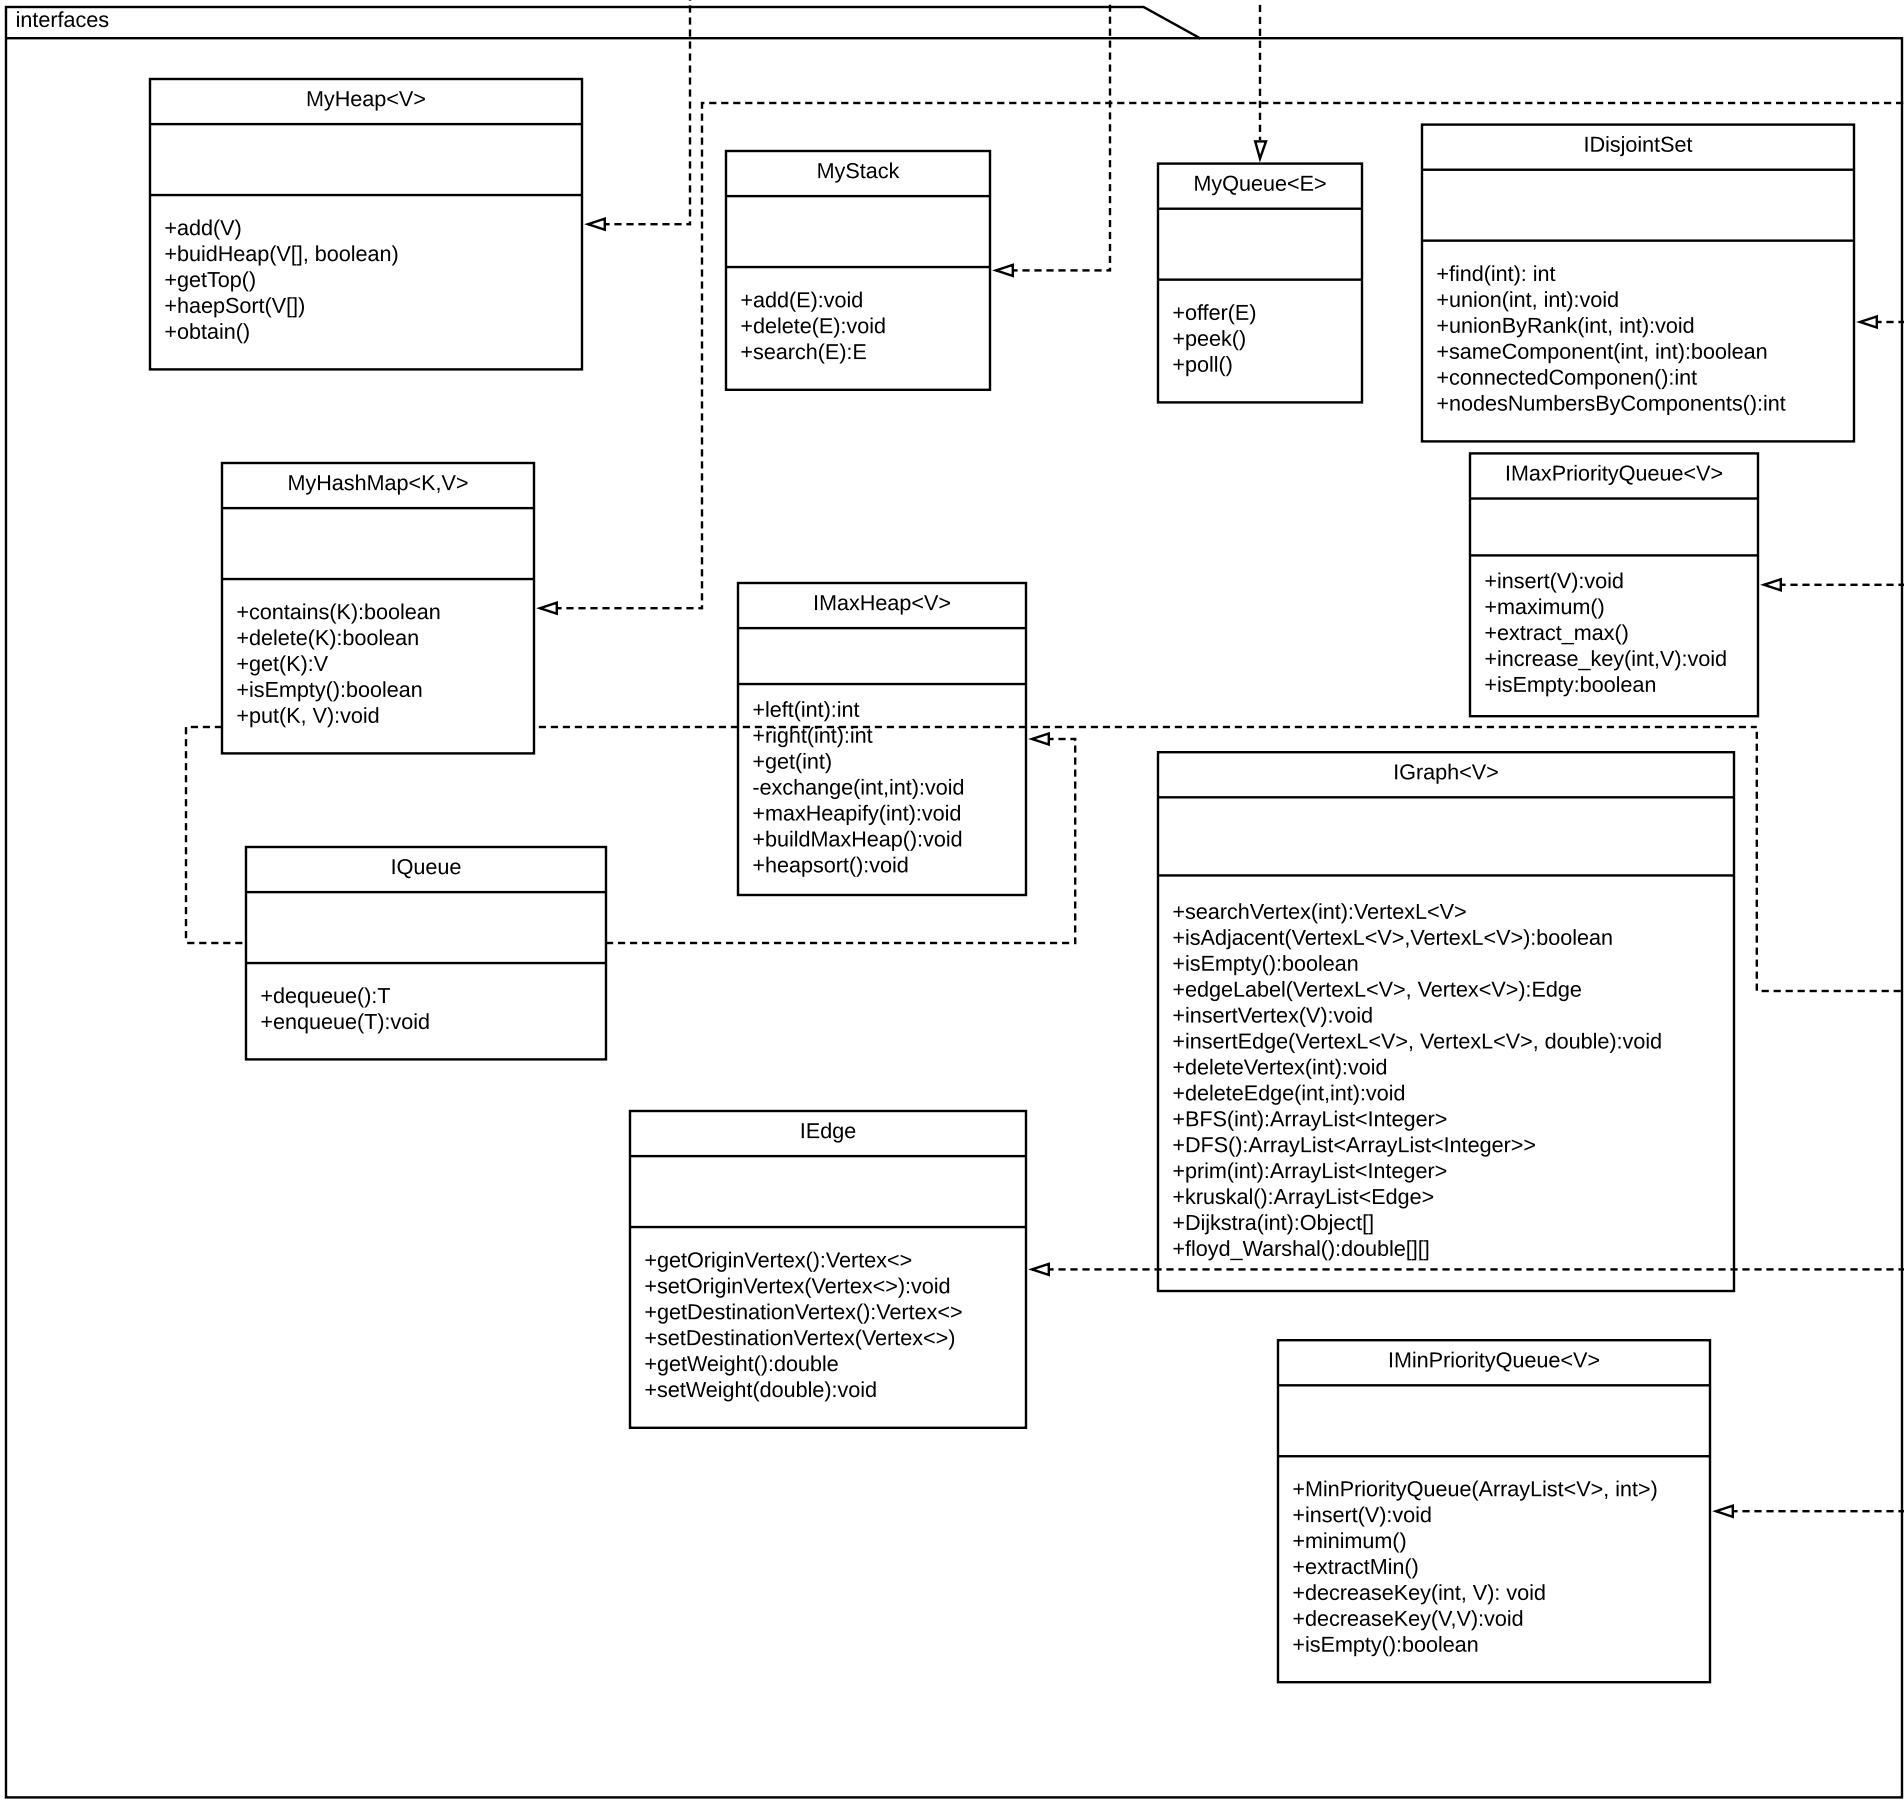 interfaces
MyHeap<V>
+add(V)
+buidHeap(V[], boolean)
+getTop()
+haepSort(V[])
+obtain()
MyStack
+add(E):void
+delete(E):void
+search(E):E
MyQueue<E>
+offer(E)
+peek()
+poll()
IDisjointSet
+find(int): int
+union(int, int):void
+unionByRank(int, int):void
+sameComponent(int, int):boolean
+connectedComponen():int
+nodesNumbersByComponents():int
MyHashMap<K,V>
+contains(K):boolean
+delete(K):boolean
+get(K):V
+isEmpty():boolean
+put(K, V):void
IMaxHeap<V>
+left(int):int
+right(int):int
+get(int)
-exchange(int,int):void
+maxHeapify(int):void
+buildMaxHeap():void
+heapsort():void
IMaxPriorityQueue<V>
+insert(V):void
+maximum()
+extract_max()
+increase_key(int,V):void
+isEmpty:boolean
IQueue
+dequeue():T
+enqueue(T):void
IGraph<V>
+searchVertex(int):VertexL<V>
+isAdjacent(VertexL<V>,VertexL<V>):boolean
+isEmpty():boolean
+edgeLabel(VertexL<V>, Vertex<V>):Edge
+insertVertex(V):void
+insertEdge(VertexL<V>, VertexL<V>, double):void
+deleteVertex(int):void
+deleteEdge(int,int):void
+BFS(int):ArrayList<Integer>
+DFS():ArrayList<ArrayList<Integer>>
+prim(int):ArrayList<Integer>
+kruskal():ArrayList<Edge>
+Dijkstra(int):Object[]
+floyd_Warshal():double[][]
IEdge
+getOriginVertex():Vertex<>
+setOriginVertex(Vertex<>):void
+getDestinationVertex():Vertex<>
+setDestinationVertex(Vertex<>)
+getWeight():double
+setWeight(double):void
IMinPriorityQueue<V>
+MinPriorityQueue(ArrayList<V>, int>)
+insert(V):void
+minimum()
+extractMin()
+decreaseKey(int, V): void
+decreaseKey(V,V):void
+isEmpty():boolean